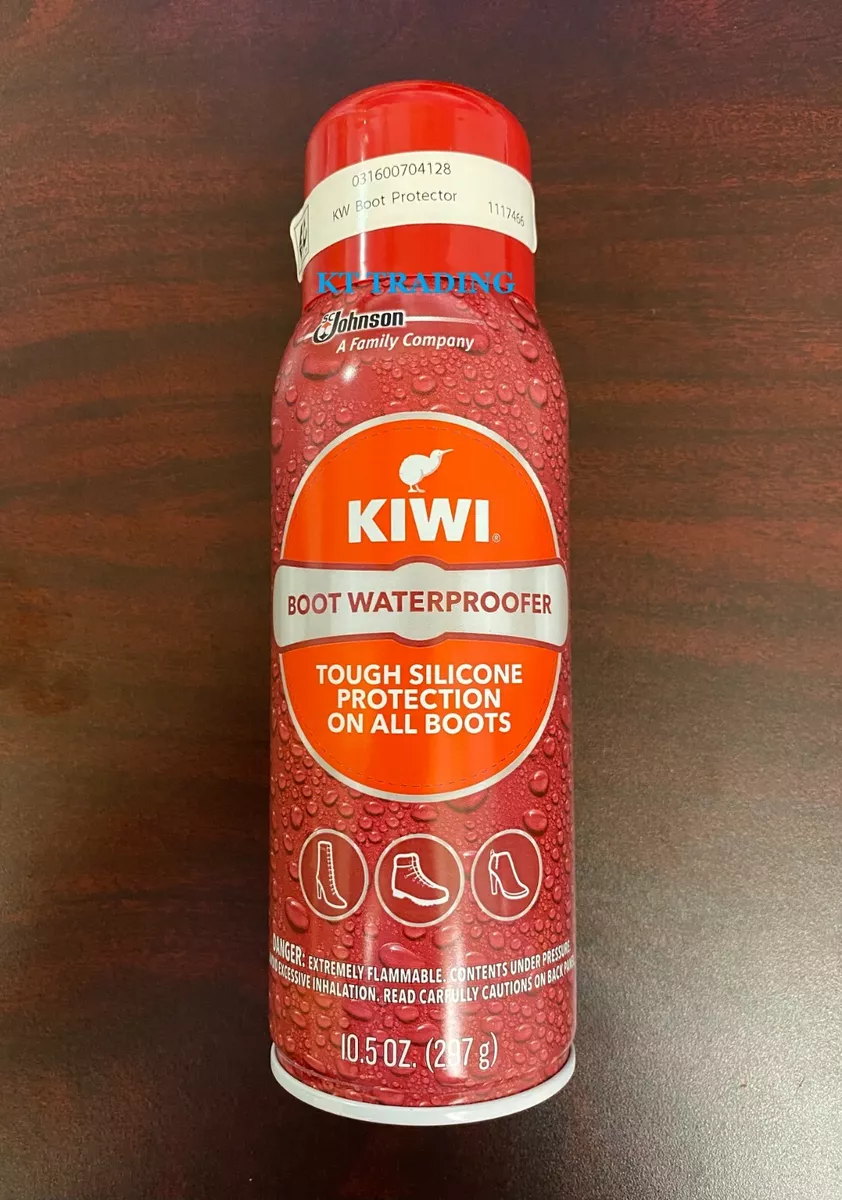 031600704128
KW Boot Protector
1117466
KT TRADING
SC Johnson
A Family Company
KIWI®
BOOT WATERPROOFER
TOUGH SILICONE
PROTECTION
ON ALL BOOTS
DANGER: EXTREMELY FLAMMABLE. CONTENTS UNDER PRESSURE.
EXCESSIVE INHALATION. READ CAREFULLY CAUTIONS ON BACK
10.5 OZ. (297 g)